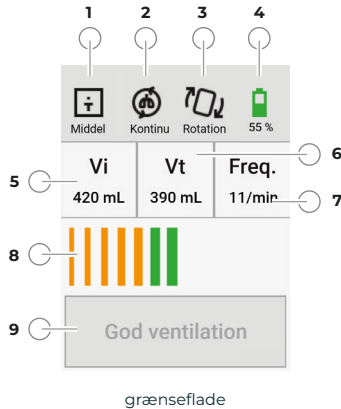 1 2 3 4
Middel Kontinu Rotation 55 %
6
Vi Vt Freq.
5
420 mL 390 mL 11/min
7
8
9
God ventilation
grænseflade